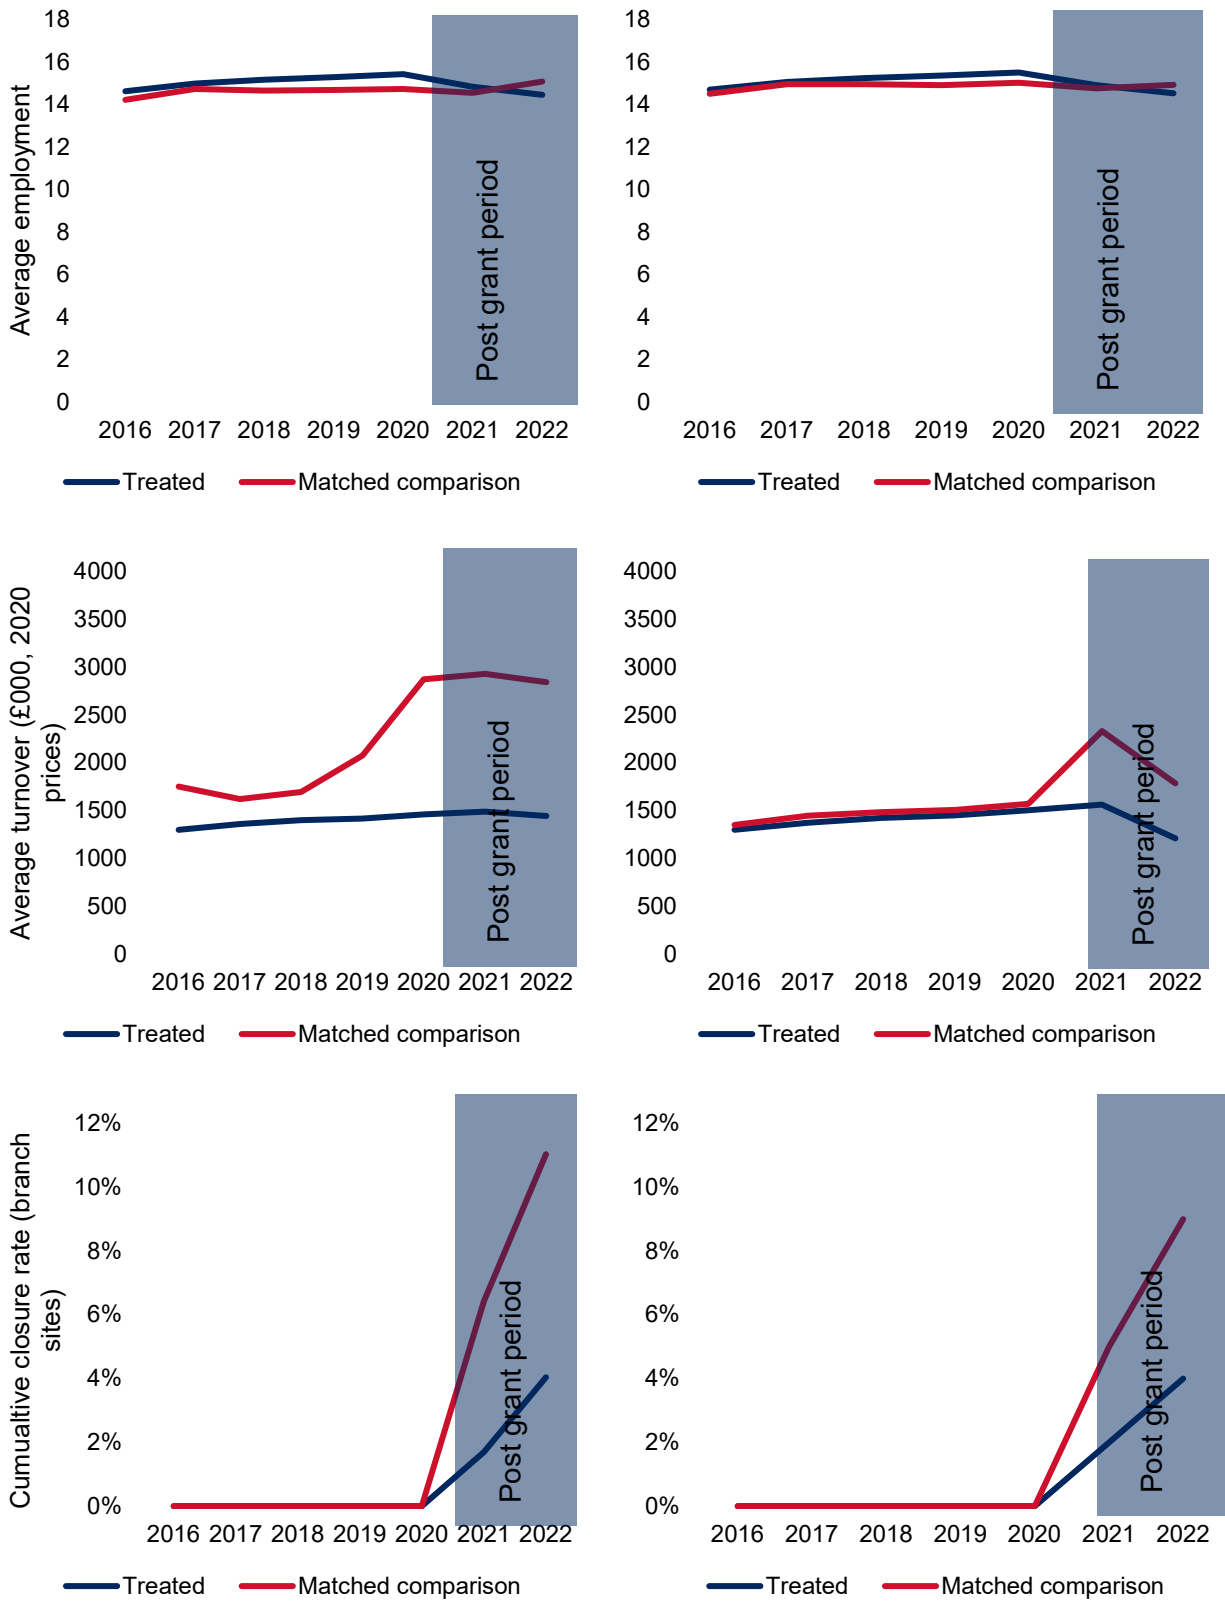 Average employment
18
16
14
12
10
8
6
4
2
0
Post grant period
2016 2017 2018 2019 2020 2021 2022
Treated Matched comparison
18
16
14
12
10
8
6
4
2
0
Post grant period
2016 2017 2018 2019 2020 2021 2022
Treated Matched comparison
Average turnover (£000, 2020
prices)
4000
3500
3000
2500
2000
1500
1000
500
0
Post grant period
2016 2017 2018 2019 2020 2021 2022
Treated Matched comparison
4000
3500
3000
2500
2000
1500
1000
500
0
Post grant period
2016 2017 2018 2019 2020 2021 2022
Treated Matched comparison
Cumualtive closure rate (branch
sites)
12%
10%
8%
6%
4%
2%
0%
Post grant period
2016 2017 2018 2019 2020 2021 2022
Treated Matched comparison
12%
10%
8%
6%
4%
2%
0%
Post grant period
2016 2017 2018 2019 2020 2021 2022
Treated Matched comparison